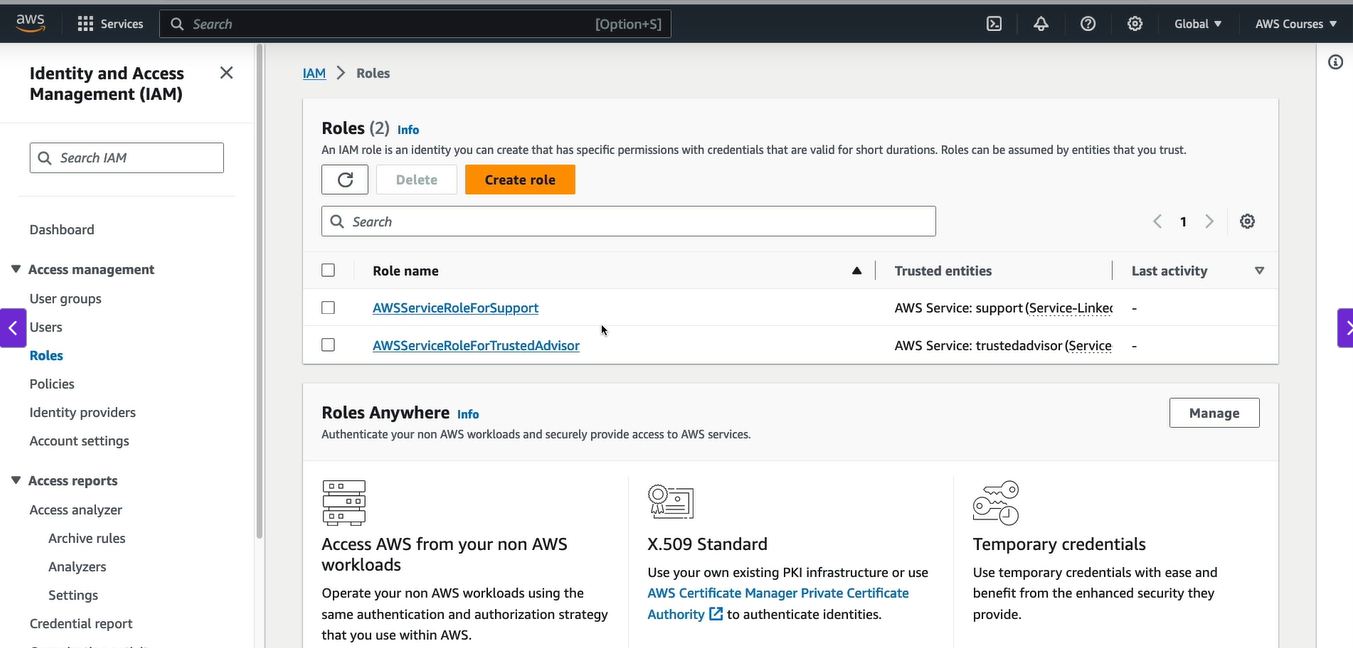 aws
Services
Search
[Option+S]
Global ▼
AWS Courses ▼
Identity and Access
Management (IAM)
Search IAM
Dashboard
Access management
User groups
Users
Roles
Policies
Identity providers
Account settings
Access reports
Access analyzer
Archive rules
Analyzers
Settings
Credential report
IAM > Roles
Roles (2) Info
An IAM role is an identity you can create that has specific permissions with credentials that are valid for short durations. Roles can be assumed by entities that you trust.
Delete
Create role
Search
1
Role name
Trusted entities
Last activity
AWSServiceRoleForSupport
AWS Service: support (Service-Linked
-
AWSServiceRoleForTrustedAdvisor
AWS Service: trustedadvisor (Service
-
Roles Anywhere Info
Authenticate your non AWS workloads and securely provide access to AWS services.
Manage
Access AWS from your non AWS
workloads
Operate your non AWS workloads using the
same authentication and authorization strategy
that you use within AWS.
X.509 Standard
Use your own existing PKI infrastructure or use
AWS Certificate Manager Private Certificate
Authority to authenticate identities.
Temporary credentials
Use temporary credentials with ease and
benefit from the enhanced security they
provide.